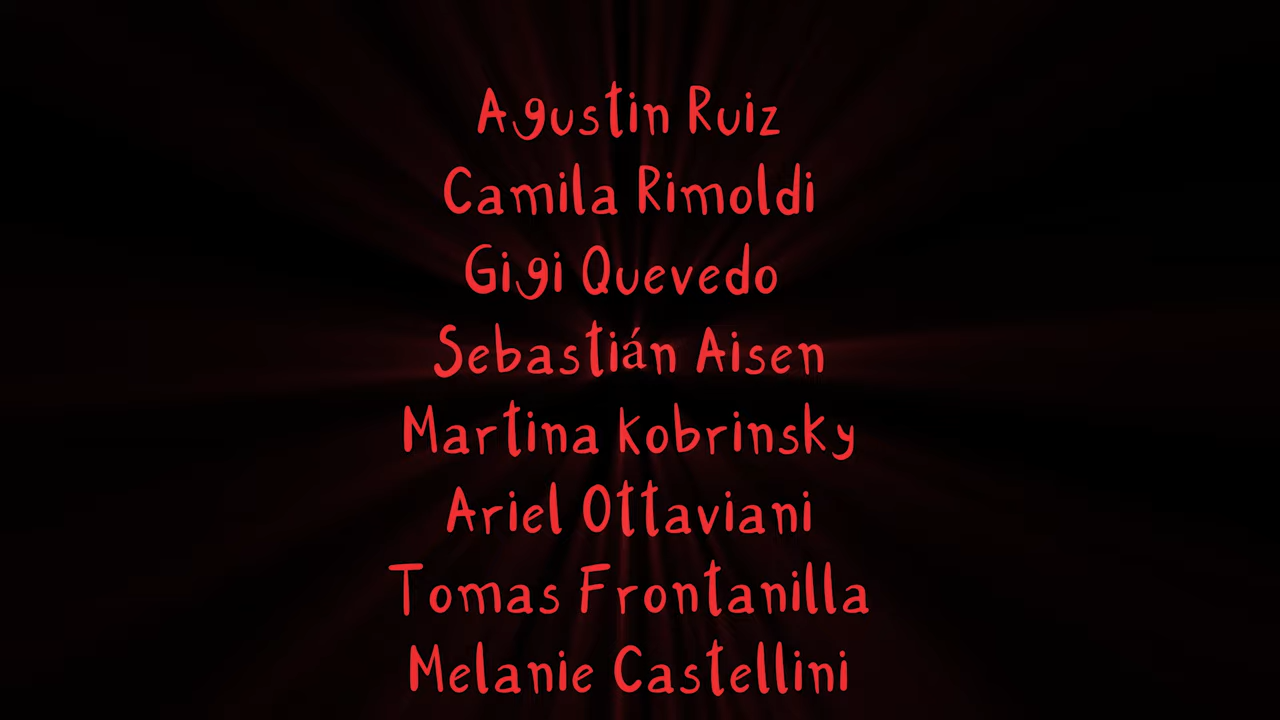 Agustin Ruiz
Camila Rimoldi
Gigi Quevedo
Sebastián Aisen
Martina Kobrinsky
Ariel Ottaviani
Tomas Frontanilla
Melanie Castellini